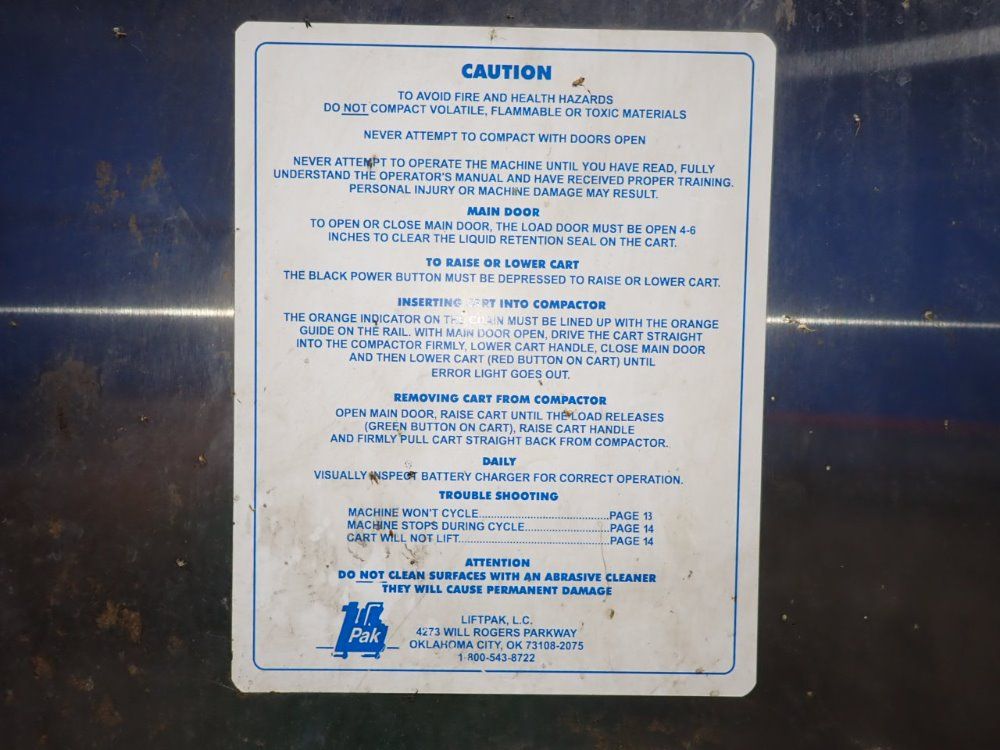 CAUTION
TO AVOID FIRE AND HEALTH HAZARDS
DO NOT COMPACT VOLATILE, FLAMMABLE OR TOXIC MATERIALS
NEVER ATTEMPT TO COMPACT WITH DOORS OPEN
NEVER ATTEMPT TO OPERATE THE MACHINE UNTIL YOU HAVE READ, FULLY
UNDERSTAND THE OPERATOR'S MANUAL AND HAVE RECEIVED PROPER TRAINING.
PERSONAL INJURY OR MACHINE DAMAGE MAY RESULT.
MAIN DOOR
TO OPEN OR CLOSE MAIN DOOR, THE LOAD DOOR MUST BE OPEN 4-6
INCHES TO CLEAR THE LIQUID RETENTION SEAL ON THE CART.
TO RAISE OR LOWER CART
THE BLACK POWER BUTTON MUST BE DEPRESSED TO RAISE OR LOWER CART.
INSERTING CART INTO COMPACTOR
THE ORANGE INDICATOR ON THE CHAIN MUST BE LINED UP WITH THE ORANGE
GUIDE ON THE RAIL. WITH MAIN DOOR OPEN, DRIVE THE CART STRAIGHT
INTO THE COMPACTOR FIRMLY, LOWER CART HANDLE, CLOSE MAIN DOOR
AND THEN LOWER CART (RED BUTTON ON CART) UNTIL
ERROR LIGHT GOES OUT.
REMOVING CART FROM COMPACTOR
OPEN MAIN DOOR, RAISE CART UNTIL THE LOAD RELEASES
(GREEN BUTTON ON CART), RAISE CART HANDLE
AND FIRMLY PULL CART STRAIGHT BACK FROM COMPACTOR.
DAILY
VISUALLY INSPECT BATTERY CHARGER FOR CORRECT OPERATION.
TROUBLE SHOOTING
MACHINE WON'T CYCLE........................................PAGE 13
MACHINE STOPS DURING CYCLE..........................PAGE 14
CART WILL NOT LIFT.............................................PAGE 14
ATTENTION
DO NOT CLEAN SURFACES WITH AN ABRASIVE CLEANER
THEY WILL CAUSE PERMANENT DAMAGE
Pak
LIFTPAK, L.C.
4273 WILL ROGERS PARKWAY
OKLAHOMA CITY, OK 73108-2075
1-800-543-8722